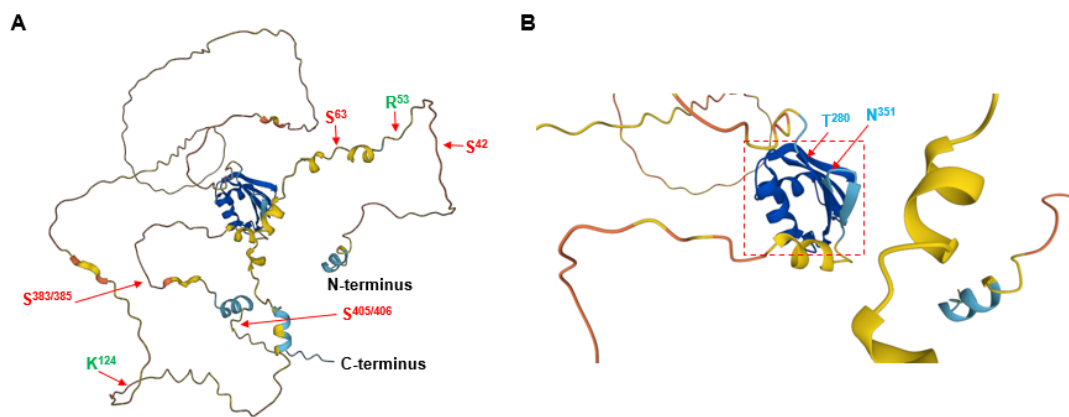 A
B
S⁶³
R⁵³
S⁴²
T²⁸⁰
N³⁵¹
N-terminus
S³⁸³/³⁸⁵
S⁴⁰⁵/⁴⁰⁶
C-terminus
K¹²⁴